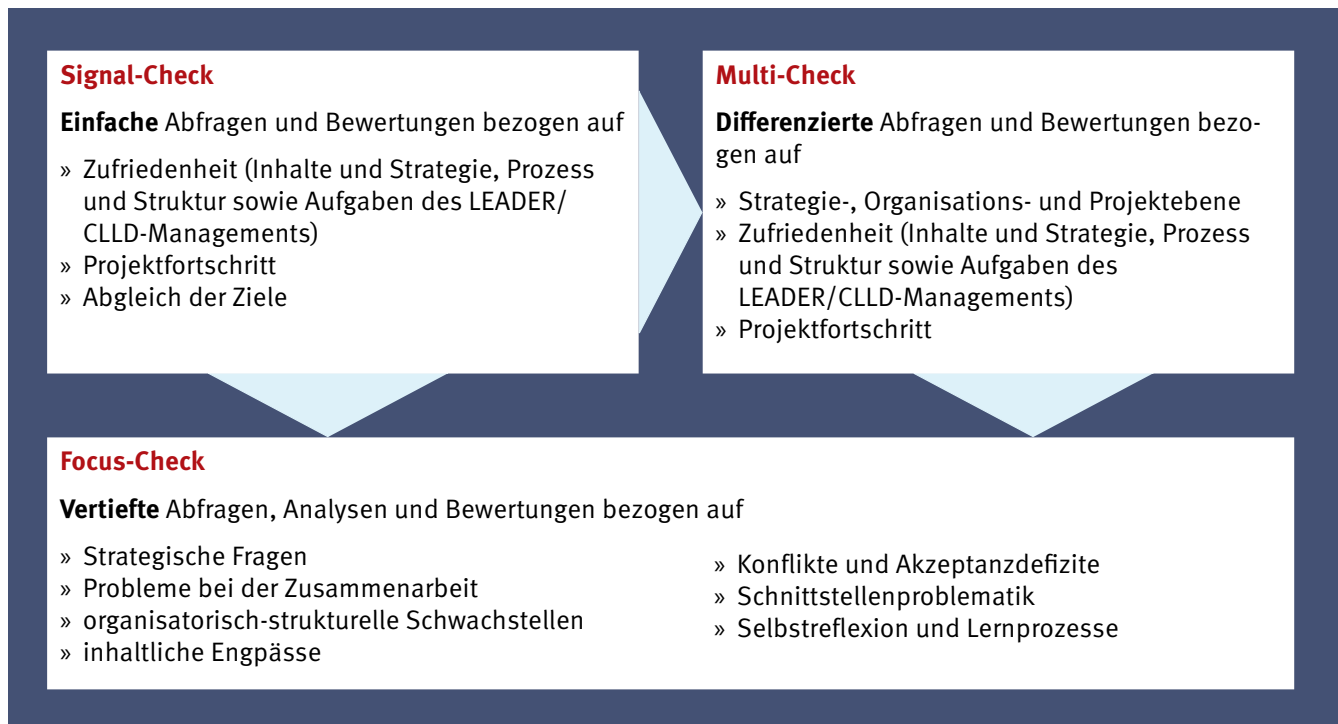 Signal-Check
Einfache Abfragen und Bewertungen bezogen auf
» Zufriedenheit (Inhalte und Strategie, Prozess
und Struktur sowie Aufgaben des LEADER/
CLLD-Managements)
» Projektfortschritt
» Abgleich der Ziele
Multi-Check
Differenzierte Abfragen und Bewertungen bezo-
gen auf
» Strategie-, Organisations- und Projektebene
» Zufriedenheit (Inhalte und Strategie, Prozess
und Struktur sowie Aufgaben des
LEADER/CLLD-Managements)
» Projektfortschritt
Focus-Check
Vertiefte Abfragen, Analysen und Bewertungen bezogen auf
» Strategische Fragen
» Probleme bei der Zusammenarbeit
» organisatorisch-strukturelle Schwachstellen
» inhaltliche Engpässe
» Konflikte und Akzeptanzdefizite
» Schnittstellenproblematik
» Selbstreflexion und Lernprozesse